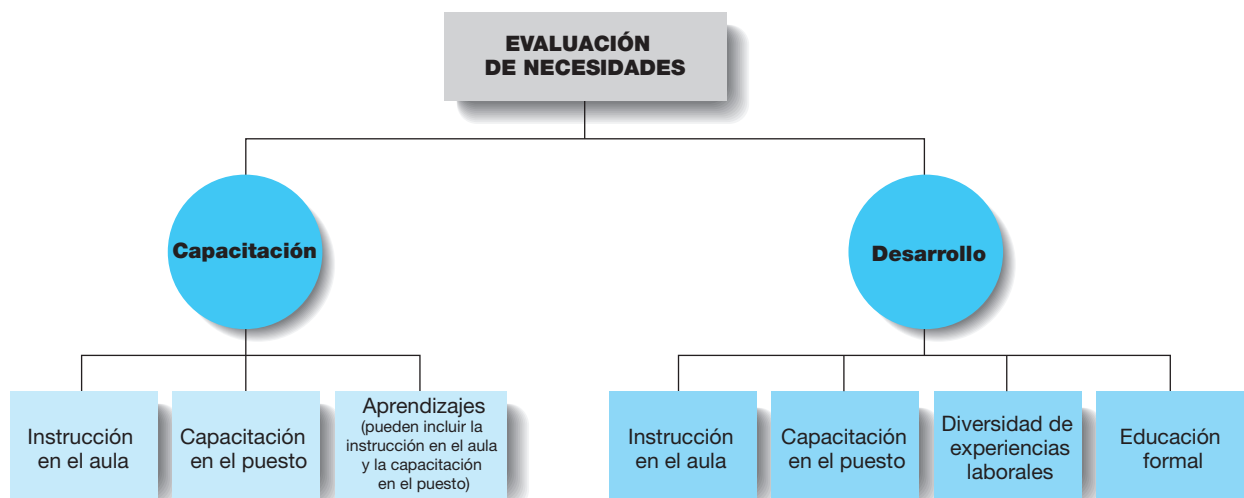 EVALUACIÓN
DE NECESIDADES
Capacitación
Desarrollo
Instrucción
en el aula
Capacitación
en el puesto
Aprendizajes
(pueden incluir la
instrucción en el aula
y la capacitación
en el puesto)
Instrucción
en el aula
Capacitación
en el puesto
Diversidad de
experiencias
laborales
Educación
formal